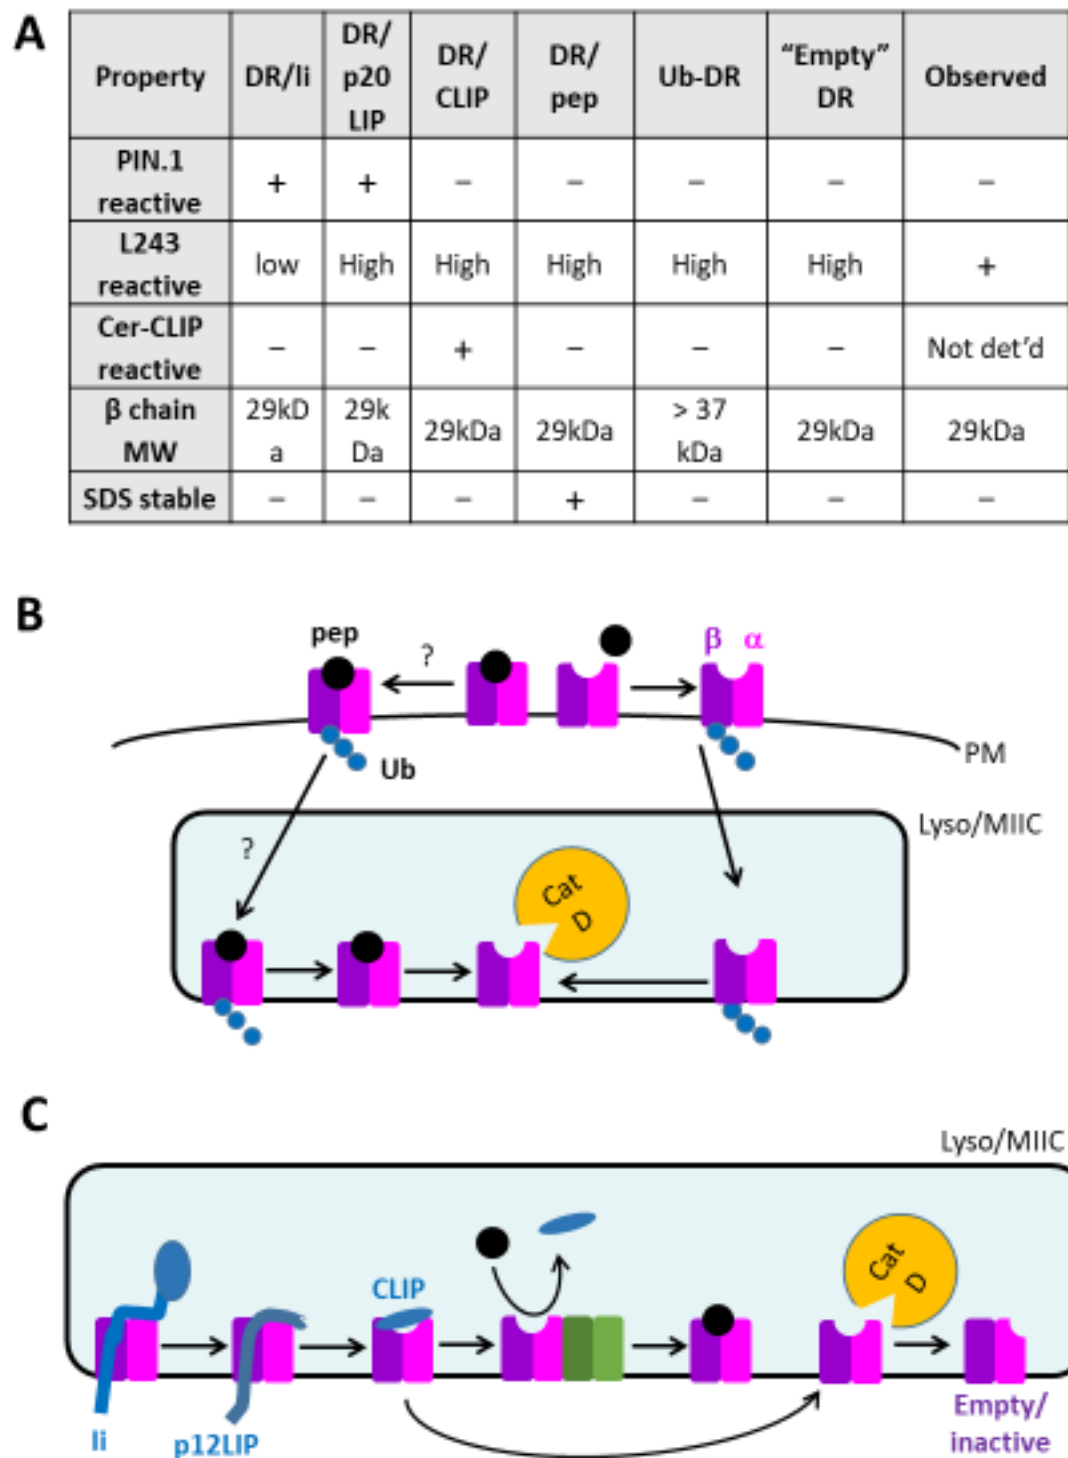 A
Property DR/li DR/ p20 LIP DR/ CLIP DR/ pep Ub-DR “Empty” DR Observed
PIN.1 reactive + + – – – – –
L243 reactive low High High High High High +
Cer-CLIP reactive – – + – – – Not det’d
β chain MW 29kD a 29k Da 29kDa 29kDa > 37 kDa 29kDa 29kDa
SDS stable – – – + – – –
B
pep ? β α
Ub PM
Lyso/MIIC
?
Cat D
C
Lyso/MIIC
CLIP Cat D
li p12LIP Empty/ inactive